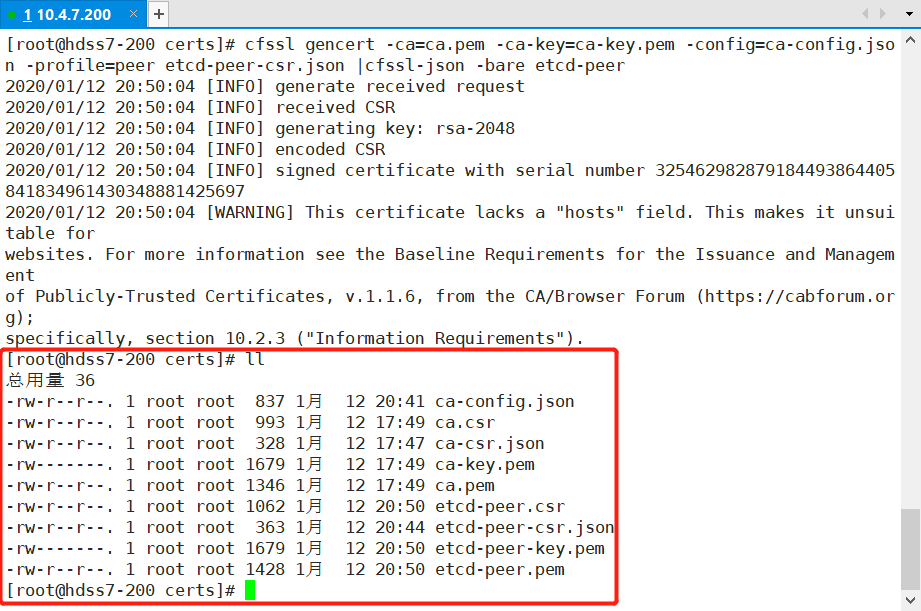 1 10.4.7.200 × +
[root@hdss7-200 certs]# cfssl gencert -ca=ca.pem -ca-key=ca-key.pem -config=ca-config.jso
n -profile=peer etcd-peer-csr.json |cfssl-json -bare etcd-peer
2020/01/12 20:50:04 [INFO] generate received request
2020/01/12 20:50:04 [INFO] received CSR
2020/01/12 20:50:04 [INFO] generating key: rsa-2048
2020/01/12 20:50:04 [INFO] encoded CSR
2020/01/12 20:50:04 [INFO] signed certificate with serial number 325462982879184493864405
841834961430348881425697
2020/01/12 20:50:04 [WARNING] This certificate lacks a "hosts" field. This makes it unsui
table for
websites. For more information see the Baseline Requirements for the Issuance and Managem
ent
of Publicly-Trusted Certificates, v.1.1.6, from the CA/Browser Forum (https://cabforum.or
g);
specifically, section 10.2.3 ("Information Requirements").
[root@hdss7-200 certs]# ll
总用量 36
-rw-r--r--. 1 root root  837 1月  12 20:41 ca-config.json
-rw-r--r--. 1 root root  993 1月  12 17:49 ca.csr
-rw-r--r--. 1 root root  328 1月  12 17:47 ca-csr.json
-rw-------. 1 root root 1679 1月  12 17:49 ca-key.pem
-rw-r--r--. 1 root root 1346 1月  12 17:49 ca.pem
-rw-r--r--. 1 root root 1062 1月  12 20:50 etcd-peer.csr
-rw-r--r--. 1 root root  363 1月  12 20:44 etcd-peer-csr.json
-rw-------. 1 root root 1679 1月  12 20:50 etcd-peer-key.pem
-rw-r--r--. 1 root root 1428 1月  12 20:50 etcd-peer.pem
[root@hdss7-200 certs]#